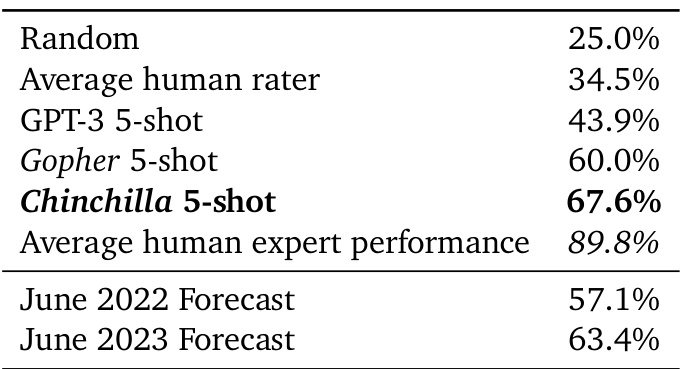 Random 25.0%
Average human rater 34.5%
GPT-3 5-shot 43.9%
Gopher 5-shot 60.0%
Chinchilla 5-shot 67.6%
Average human expert performance 89.8%
June 2022 Forecast 57.1%
June 2023 Forecast 63.4%